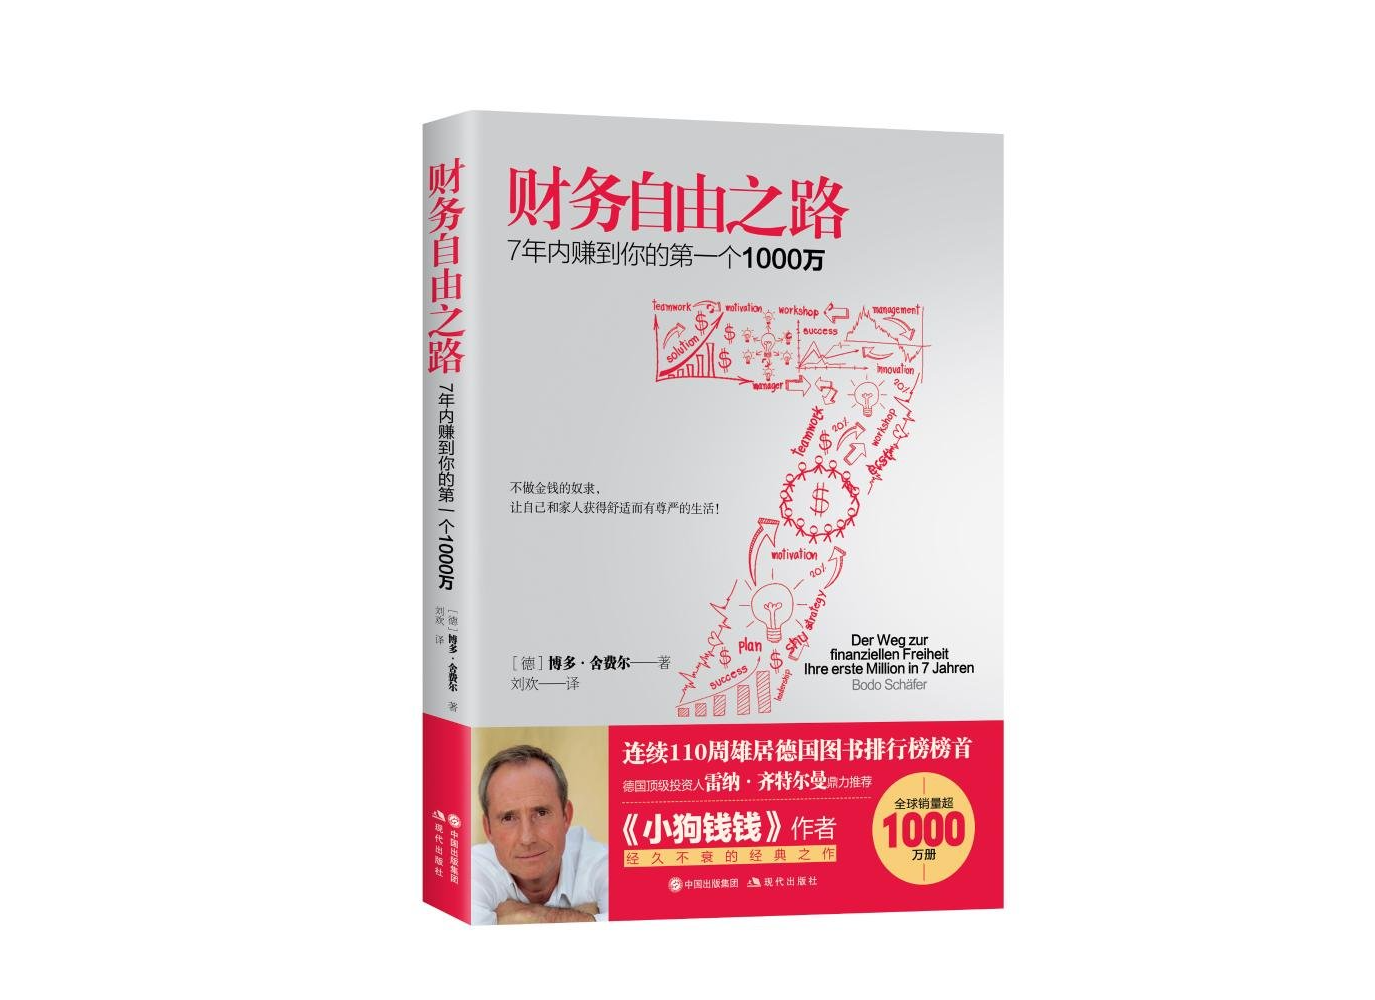 财务自由之路
7年内赚到你的第一个1000万
teamwork
motivation
workshop
management
solution
success
innovation
manager
20%
teamwork
20%
workshop
不做金钱的奴隶，
让自己和家人获得舒适而有尊严的生活！
motivation
20%
strategy
plan
success
leadership
Der Weg zur
finanziellen Freiheit
Ihre erste Million in 7 Jahren
Bodo Schäfer
［德］博多·舍费尔——著
刘欢——译
连续110周雄居德国图书排行榜榜首
德国顶级投资人雷纳·齐特尔曼鼎力推荐
《小狗钱钱》作者
经久不衰的经典之作
中国出版集团 现代出版社
全球销量超
1000
万册
财务自由之路
7年内赚到你的第一个1000万
［德］博多·舍费尔 著
刘欢 译
中国出版集团
现代出版社